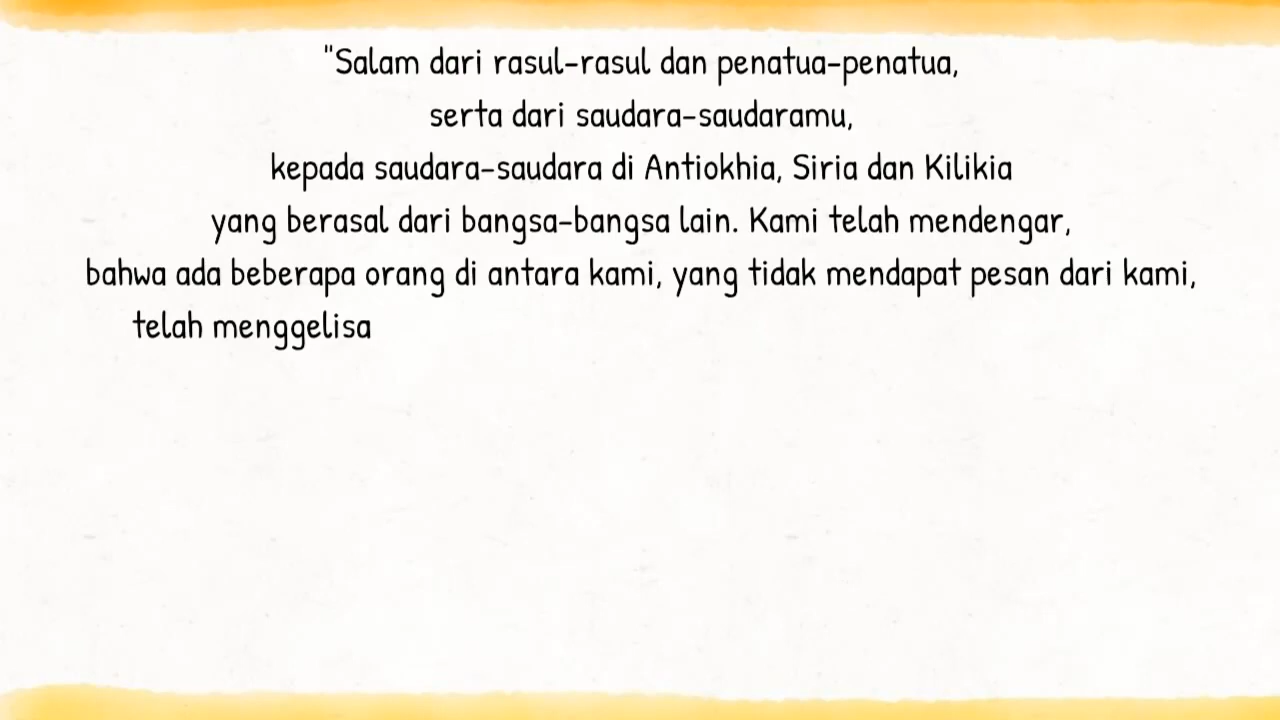 "Salam dari rasul-rasul dan penatua-penatua,
serta dari saudara-saudaramu,
kepada saudara-saudara di Antiokhia, Siria dan Kilikia
yang berasal dari bangsa-bangsa lain. Kami telah mendengar,
bahwa ada beberapa orang di antara kami, yang tidak mendapat pesan dari kami,
telah menggelisa